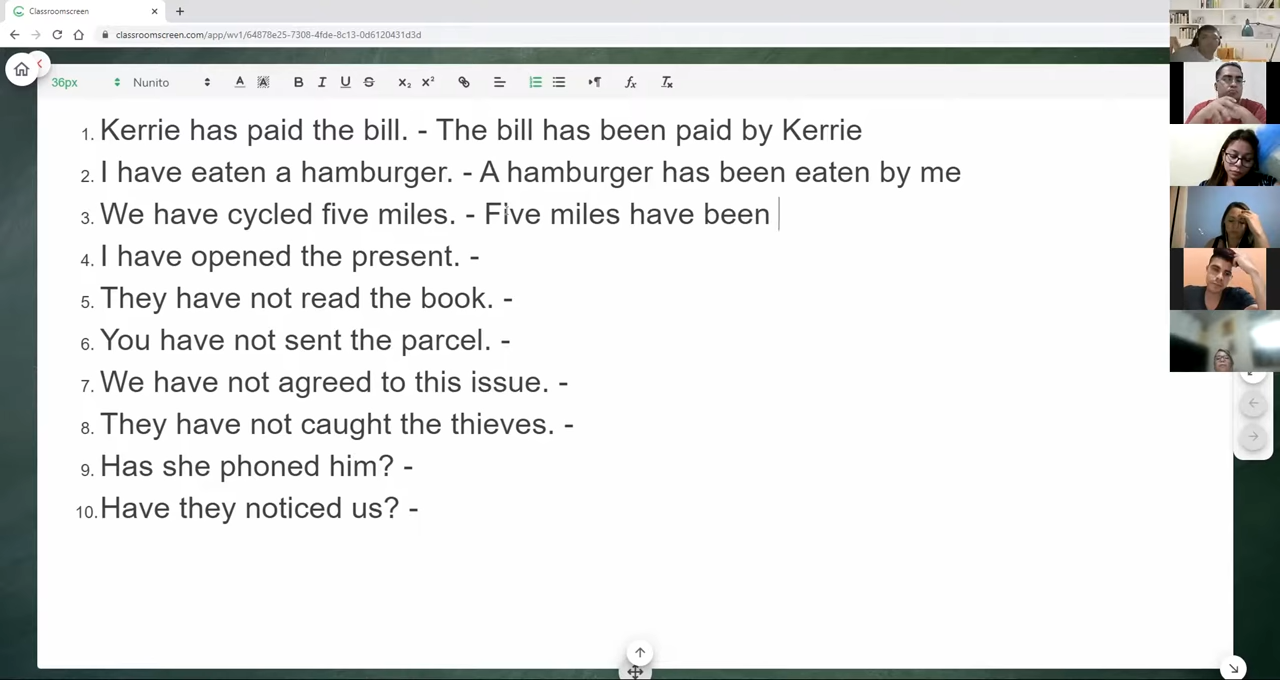 Classroomscreen
classroomscreen.com/app/wv1/64878e25-7308-4fde-8c13-0d6120431d3d
36px Nunito
1. Kerrie has paid the bill. - The bill has been paid by Kerrie
2. I have eaten a hamburger. - A hamburger has been eaten by me
3. We have cycled five miles. - Five miles have been
4. I have opened the present. -
5. They have not read the book. -
6. You have not sent the parcel. -
7. We have not agreed to this issue. -
8. They have not caught the thieves. -
9. Has she phoned him? -
10. Have they noticed us? -